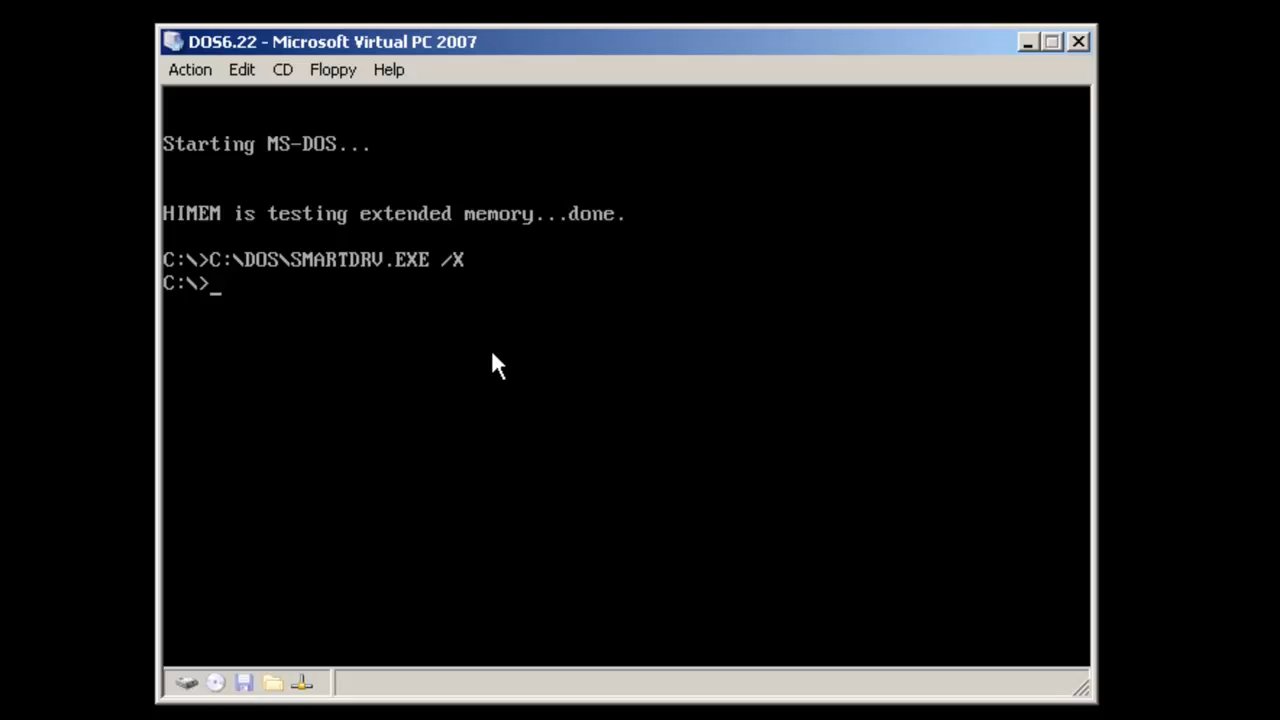 DOS6.22 - Microsoft Virtual PC 2007
Action Edit CD Floppy Help
Starting MS-DOS...
HIMEM is testing extended memory...done.
C:\>C:\DOS\SMARTDRV.EXE /X
C:\>_